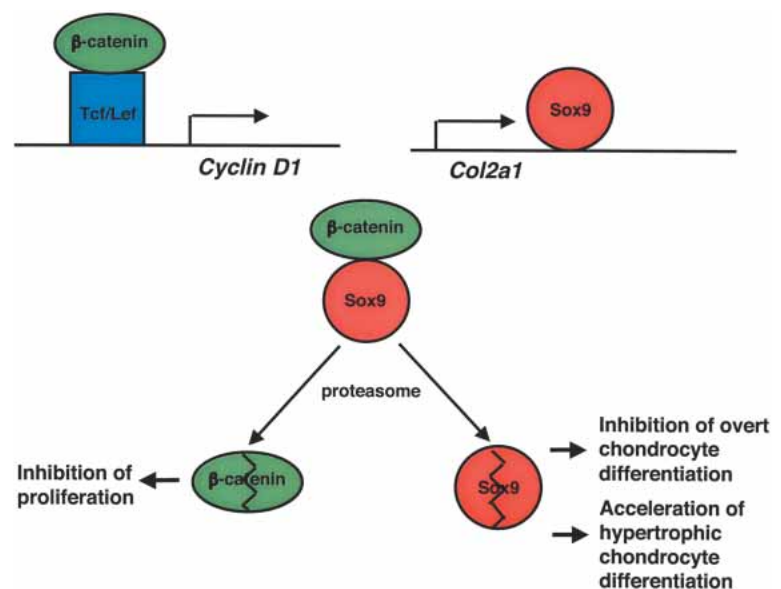 β-catenin
Tcf/Lef
Cyclin D1
Sox9
Col2a1
β-catenin
Sox9
proteasome
Inhibition of
proliferation
β-catenin
Sox9
Inhibition of overt
chondrocyte
differentiation
Acceleration of
hypertrophic
chondrocyte
differentiation